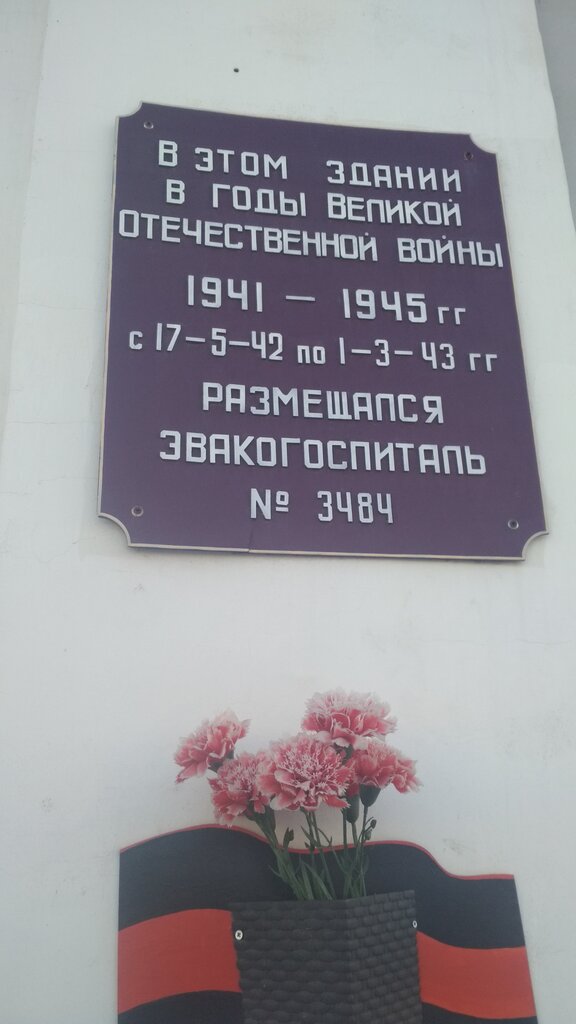 В ЭТОМ ЗДАНИИ
В ГОДЫ ВЕЛИКОЙ
ОТЕЧЕСТВЕННОЙ ВОЙНЫ
1941 — 1945 гг
с 17-5-42 по 1-3-43 гг
РАЗМЕЩАЛСЯ
ЭВАКОГОСПИТАЛЬ
№ 3484